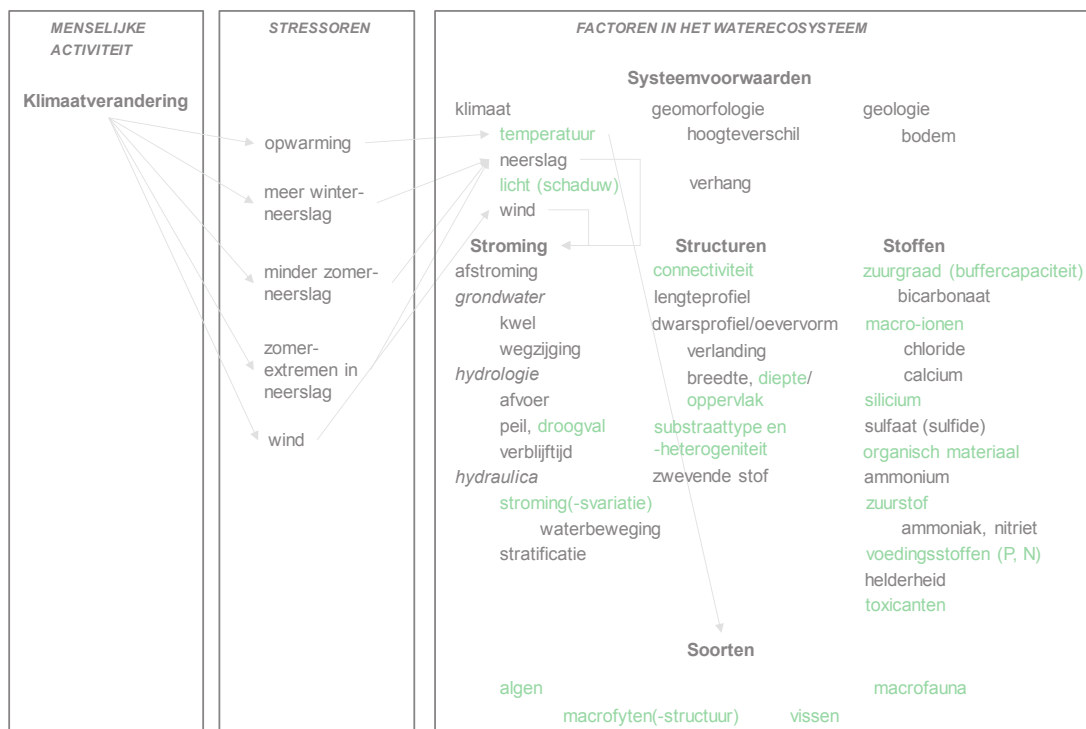 MENSELIJKE
ACTIVITEIT
Klimaatverandering
STRESSOREN
opwarming
meer winter-
neerslag
minder zomer-
neerslag
zomer-
extremen in
neerslag
wind
FACTOREN IN HET WATERECOSYSTEEM
Systeemvoorwaarden
klimaat
temperatuur
neerslag
licht (schaduw)
wind
geomorfologie
hoogteverschil
verhang
geologie
bodem
Stroming
afstroming
grondwater
kwel
wegzijging
hydrologie
afvoer
peil, droogval
verblijftijd
hydraulica
stroming(-svariatie)
waterbeweging
stratificatie
Structuren
connectiviteit
lengteprofiel
dwarsprofiel/oevervorm
verlanding
breedte, diepte/
oppervlak
substraattype en
-heterogeniteit
zwevende stof
Stoffen
zuurgraad (buffercapaciteit)
bicarbonaat
macro-ionen
chloride
calcium
silicium
sulfaat (sulfide)
organisch materiaal
ammonium
zuurstof
ammoniak, nitriet
voedingsstoffen (P, N)
helderheid
toxicanten
Soorten
algen
macrofauna
macrofyten(-structuur)
vissen